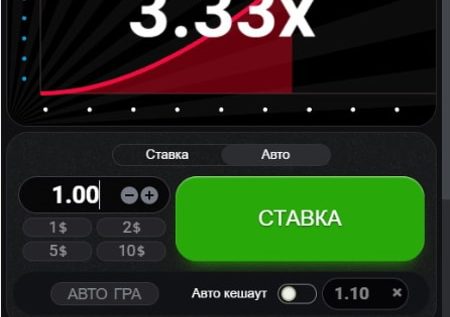 3.33x
Ставка Авто
1.00
1$ 2$
5$ 10$
СТАВКА
АВТО ГРА Авто кешаут 1.10 ×